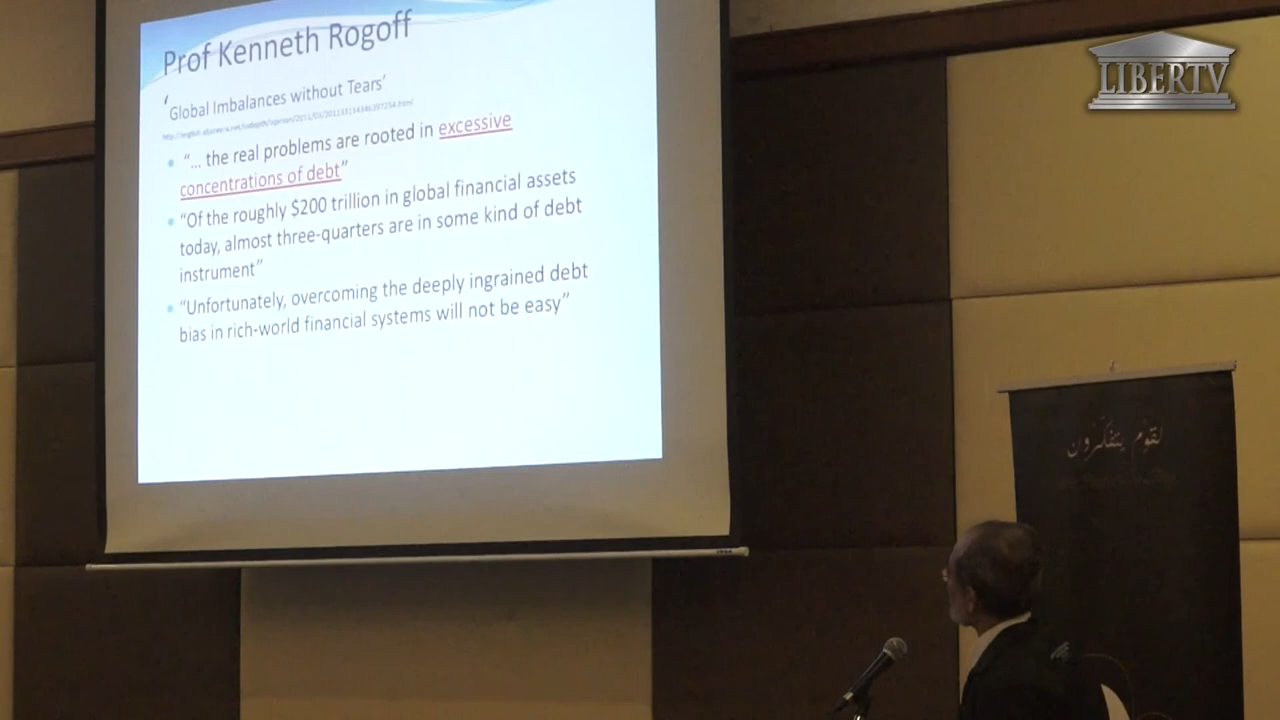 Prof Kenneth Rogoff
'Global Imbalances without Tears'
"... the real problems are rooted in excessive
concentrations of debt"
"Of the roughly $200 trillion in global financial assets
today, almost three-quarters are in some kind of debt
instrument"
"Unfortunately, overcoming the deeply ingrained debt
bias in rich-world financial systems will not be easy"
LIBERTV
لقوم يتفكرون